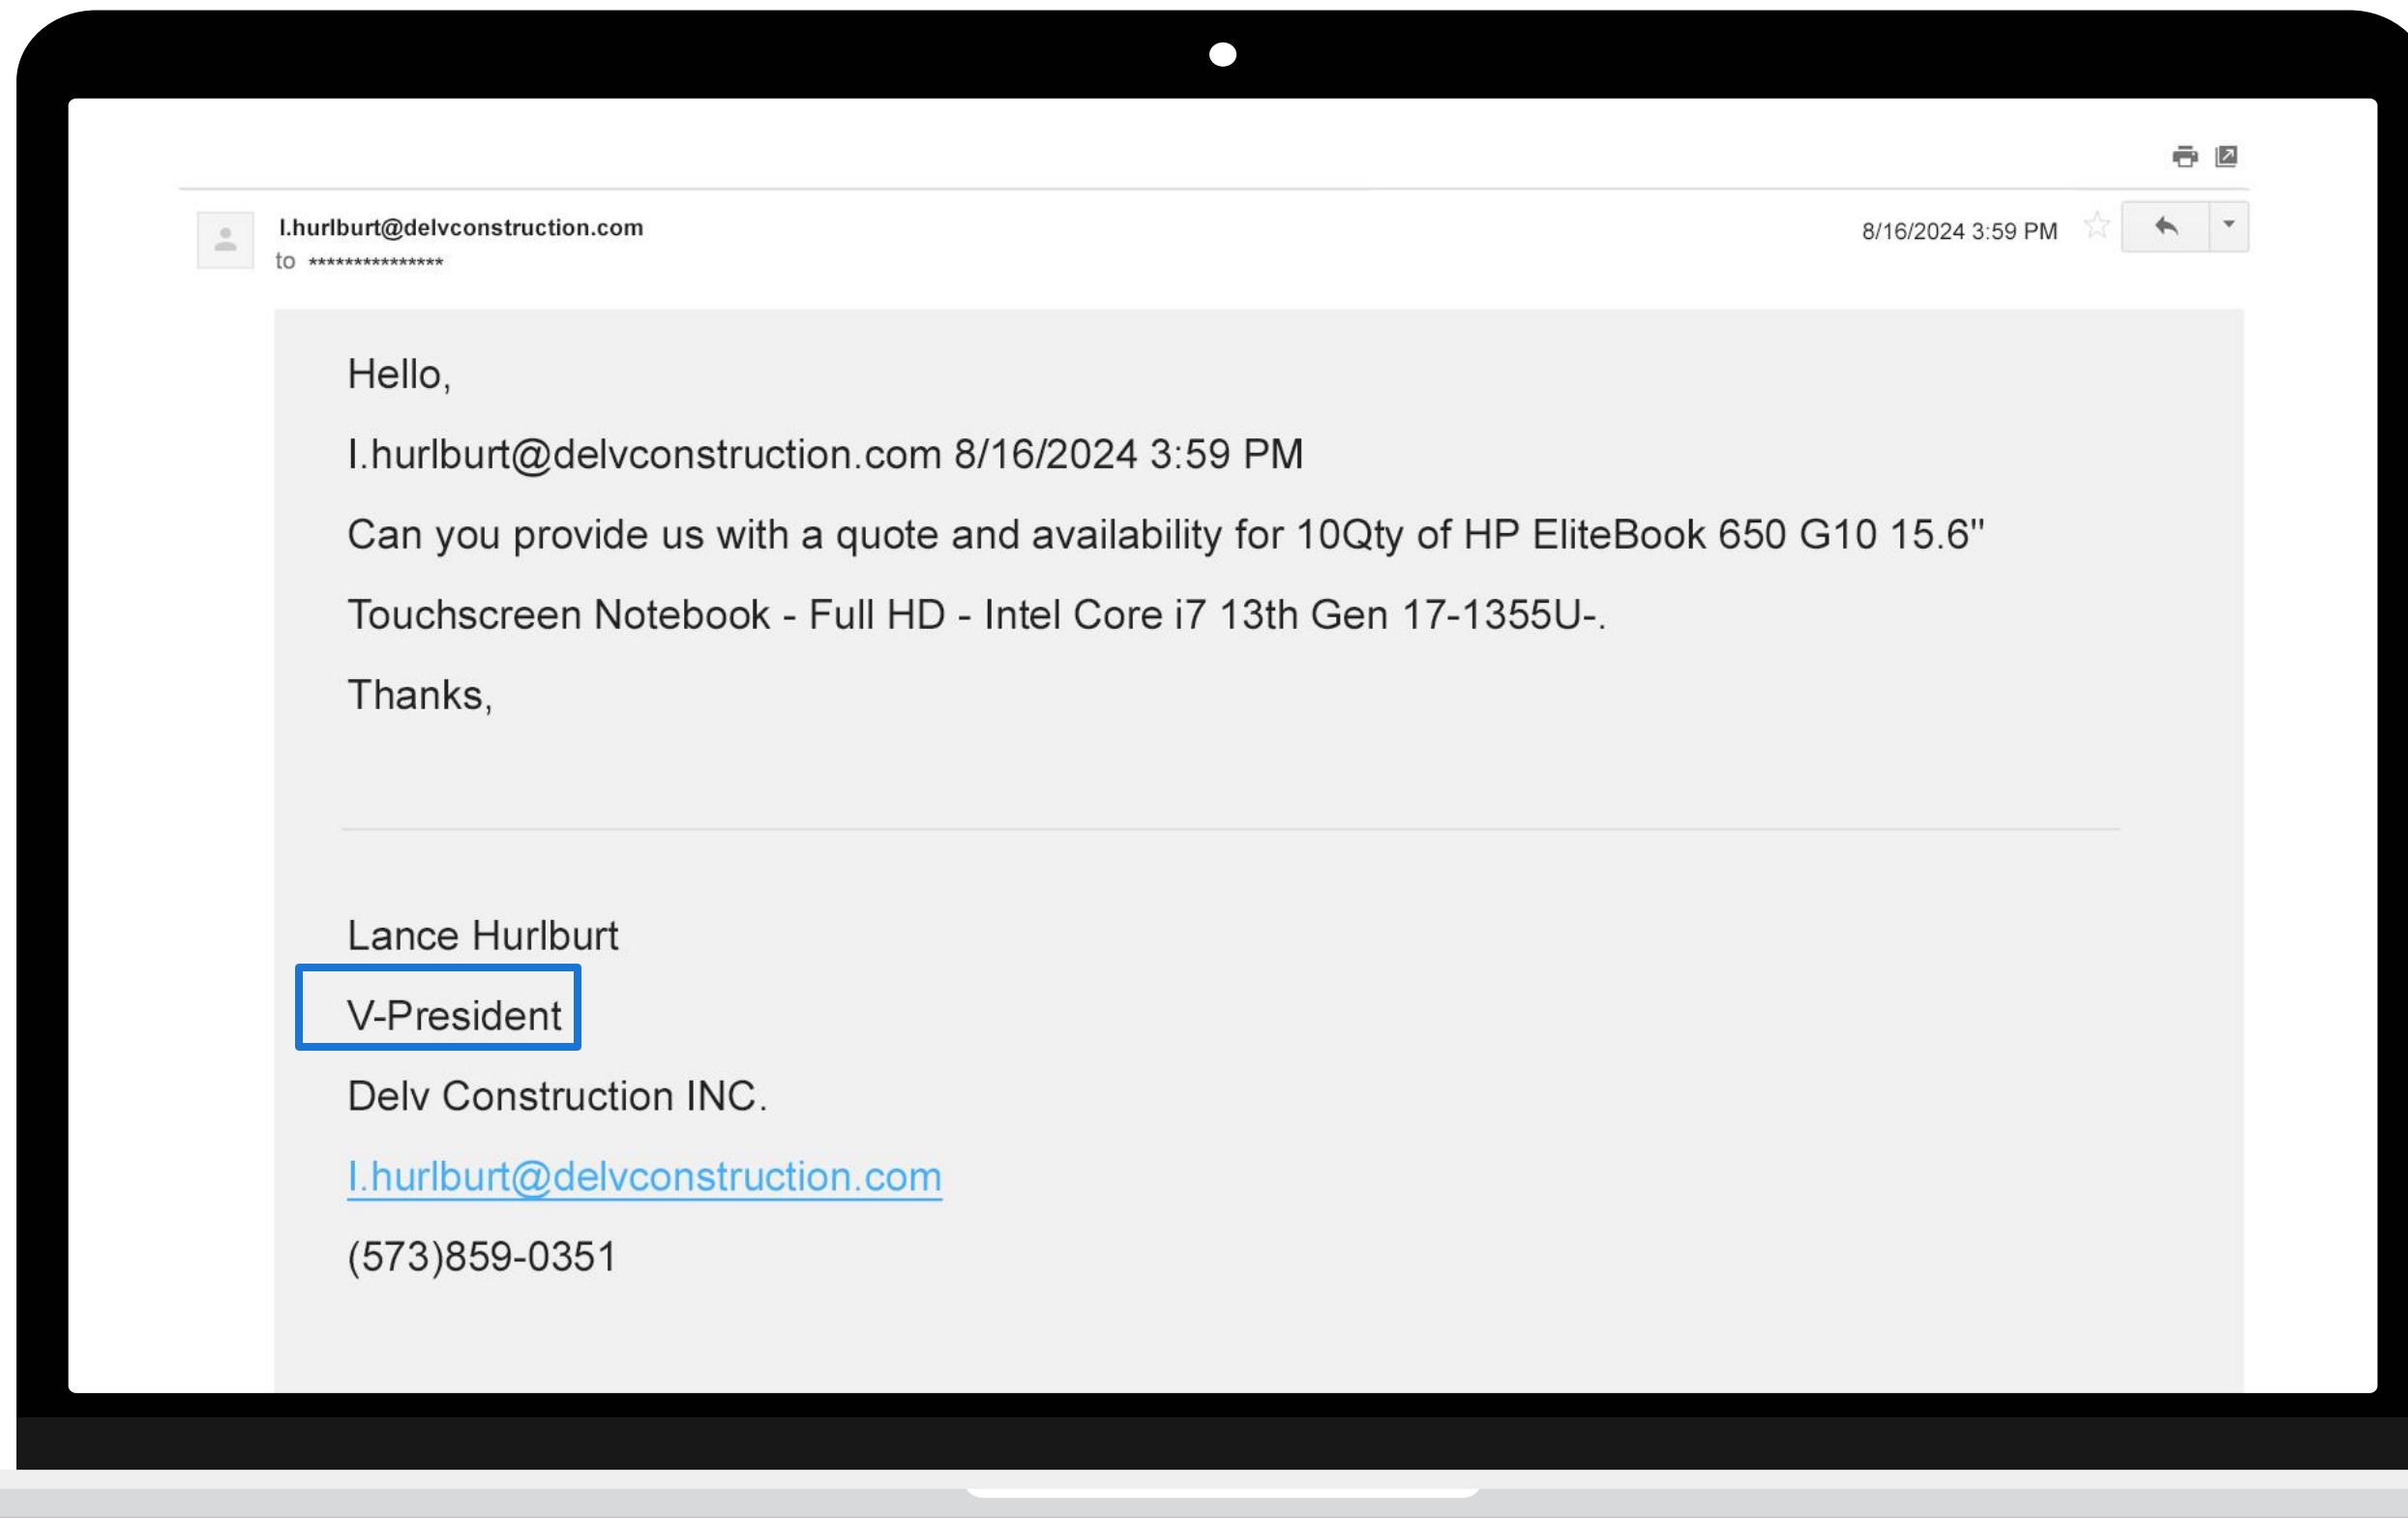 l.hurlburt@delvconstruction.com
8/16/2024 3:59 PM
to ***************
Hello,
l.hurlburt@delvconstruction.com 8/16/2024 3:59 PM
Can you provide us with a quote and availability for 10Qty of HP EliteBook 650 G10 15.6"
Touchscreen Notebook - Full HD - Intel Core i7 13th Gen 17-1355U-.
Thanks,
Lance Hurlburt
V-President
Delv Construction INC.
l.hurlburt@delvconstruction.com
(573)859-0351